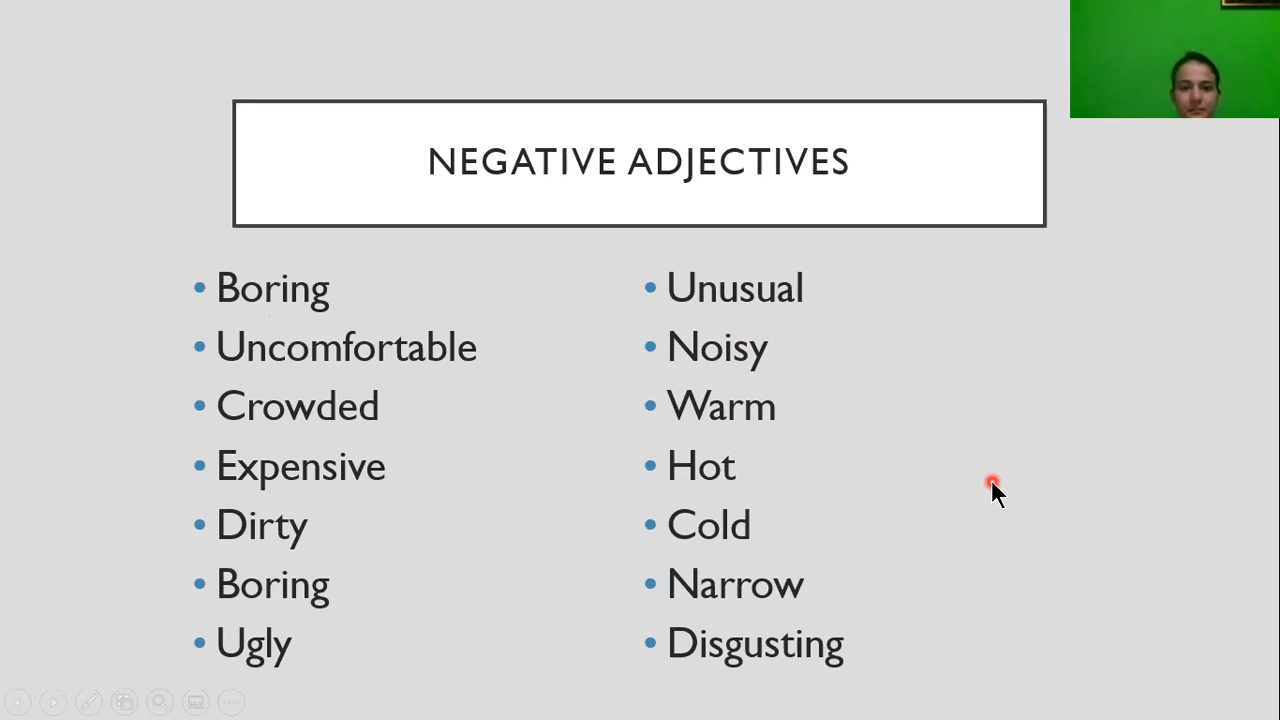 NEGATIVE ADJECTIVES
• Boring
• Uncomfortable
• Crowded
• Expensive
• Dirty
• Boring
• Ugly
• Unusual
• Noisy
• Warm
• Hot
• Cold
• Narrow
• Disgusting